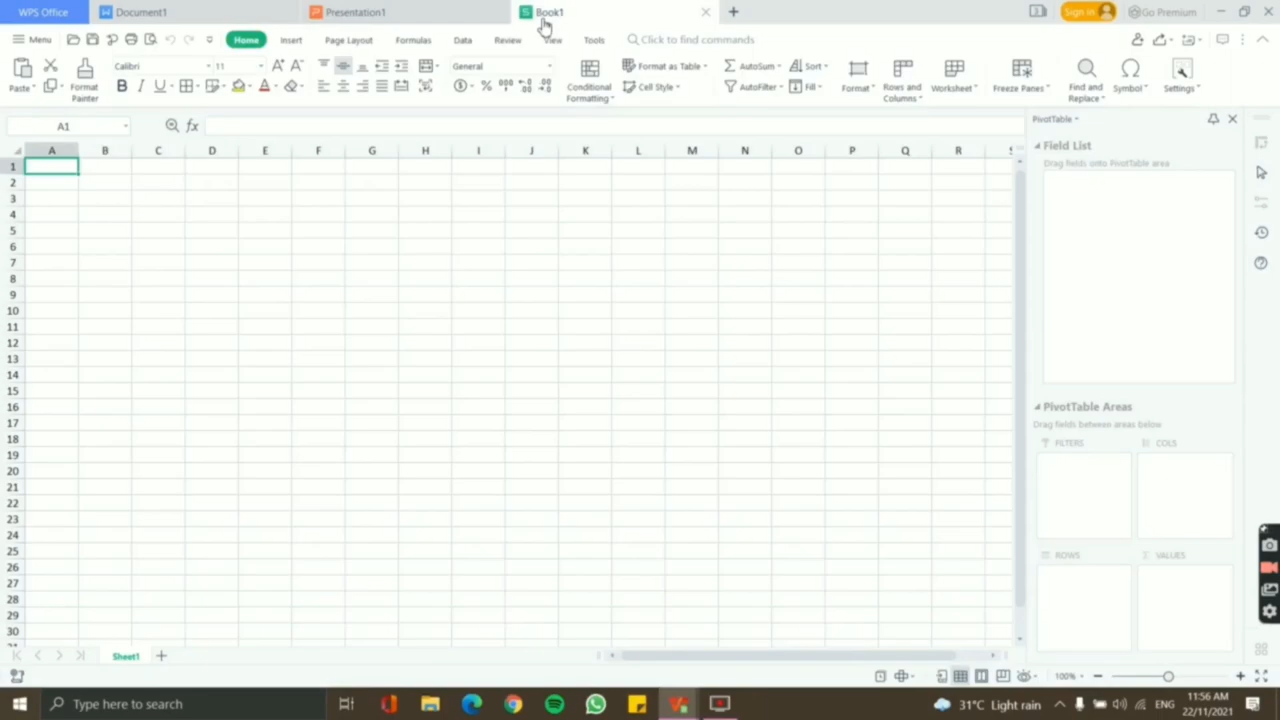 WPS Office Document1 Presentation1 Book1 Sign in Go Premium
Menu Home Insert Page Layout Formulas Data Review View Tools Click to find commands
Calibri 11 General Format as Table AutoSum Sort
Paste Format Painter B I U Conditional Formatting Cell Style AutoFilter Fill Format Rows and Columns Worksheet Freeze Panes Find and Replace Symbol Settings
A1 fx
PivotTable
A B C D E F G H I J K L M N O P Q R
Field List
Drag fields onto PivotTable area
1
2
3
4
5
6
7
8
9
10
11
12
13
14
15
16
17
18
19
20
21
22
23
24
25
26
27
28
29
30
PivotTable Areas
Drag fields between areas below
FILTERS COLS
ROWS VALUES
Sheet1
100%
Type here to search
31°C Light rain ENG
11:56 AM
22/11/2021